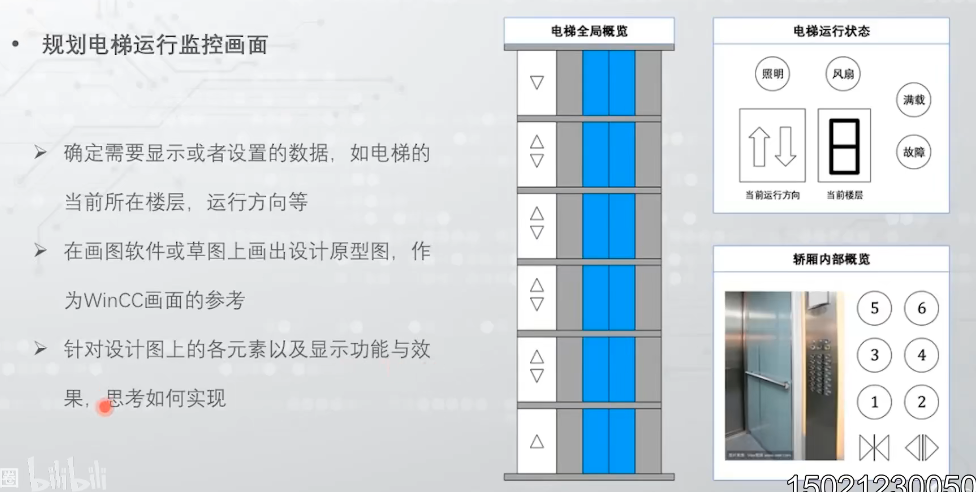 规划电梯运行监控画面
确定需要显示或者设置的数据，如电梯的
当前所在楼层，运行方向等
在画图软件或草图上画出设计原型图，作
为WinCC画面的参考
针对设计图上的各元素以及显示功能与效
果，思考如何实现
电梯全局概览
电梯运行状态
照明
风扇
满载
故障
当前运行方向
当前楼层
轿厢内部概览
5 6
3 4
1 2
圈 bilibili
15021230050